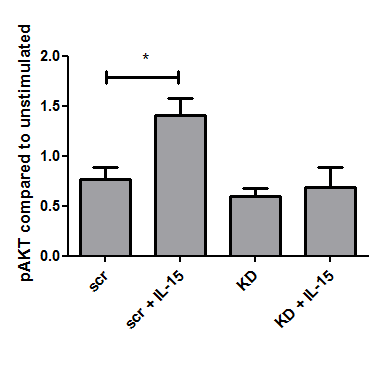 pAKT compared to unstimulated
2.0
1.5
1.0
0.5
0.0
*
scr
scr + IL-15
KD
KD + IL-15